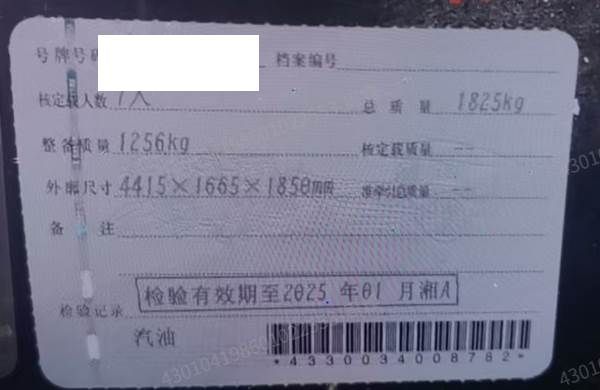 号牌号码 档案编号
核定载人数 7人 总质量 1825kg
整备质量 1256kg 核定载质量 --
外廓尺寸 4415×1665×1850mm 准牵引总质量 --
备注
检验有效期至2025年01月湘A
检验记录
汽油
*4330034008782*